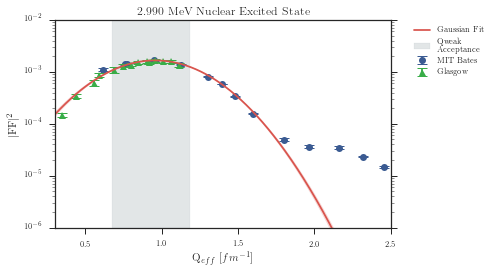 2.990 MeV Nuclear Excited State
10^-2
10^-3
10^-4
10^-5
10^-6
|FF|^2
0.5 1.0 1.5 2.0 2.5
Q_eff [fm^-1]
Gaussian Fit
Qweak
Acceptance
MIT Bates
Glasgow